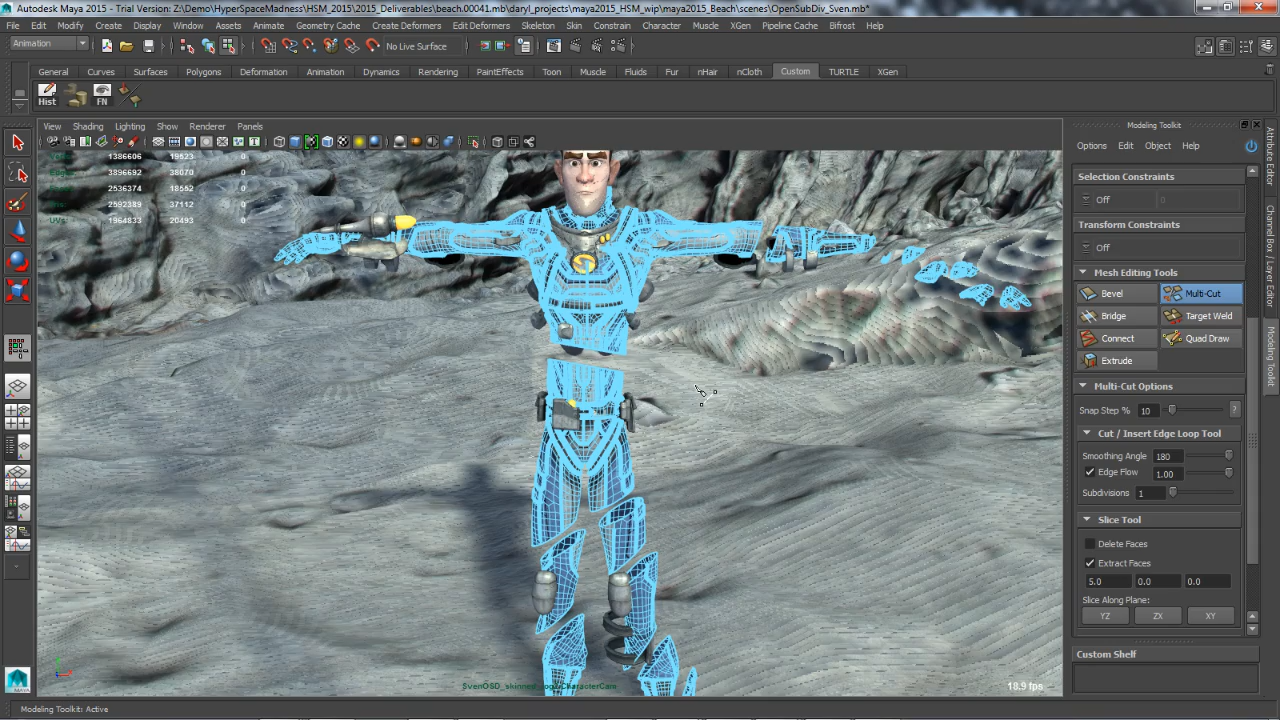 Autodesk Maya 2015 - Trial Version: Z:\Demo\HyperSpaceMadness\HSM_2015\2015_Deliverables\beach.00041.mb\daryl_projects\maya2015_HSM_wip\maya2015_Beach\scenes\OpenSubDiv_Sven.mb*
File Edit Modify Create Display Window Assets Animate Geometry Cache Create Deformers Edit Deformers Skeleton Skin Constrain Character Muscle XGen Pipeline Cache Bifrost Help
Animation No Live Surface
General Curves Surfaces Polygons Deformation Animation Dynamics Rendering PaintEffects Toon Muscle Fluids Fur nHair nCloth Custom TURTLE XGen
Hist FN
View Shading Lighting Show Renderer Panels
1386606 19523 0
3896692 38070 0
2536374 18552 0
2592389 37112 0
1964833 20493 0
18.9 fps
Modeling Toolkit
Options Edit Object Help
Selection Constraints
Off 0
Transform Constraints
Off
Mesh Editing Tools
Bevel Multi-Cut
Bridge Target Weld
Connect Quad Draw
Extrude
Multi-Cut Options
Snap Step % 10 ?
Cut / Insert Edge Loop Tool
Smoothing Angle 180
Edge Flow 1.00
Subdivisions 1
Slice Tool
Delete Faces
Extract Faces
5.0 0.0 0.0
Slice Along Plane:
YZ ZX XY
Custom Shelf
Attribute Editor
Channel Box / Layer Editor
Modeling Toolkit
Modeling Toolkit: Active